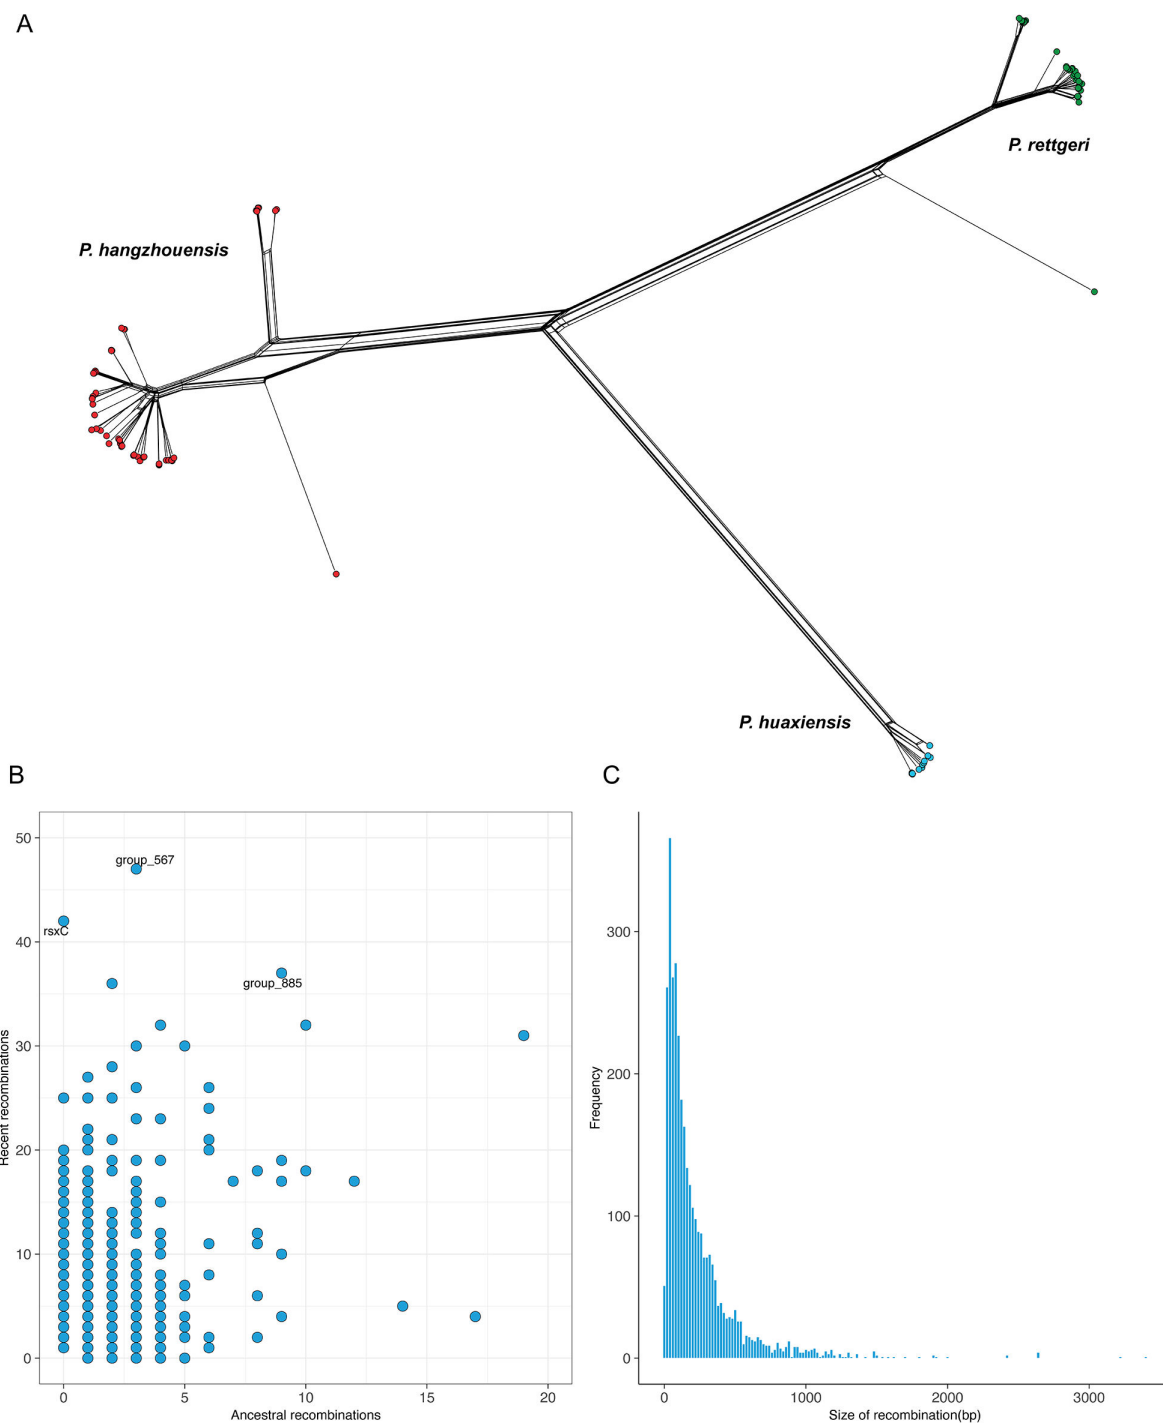 A
P. rettgeri
P. hangzhouensis
P. huaxiensis
B
50
40
30
20
10
0
Recent recombinations
group_567
rsxC
group_885
0 5 10 15 20
Ancestral recombinations
C
300
200
100
0
Frequency
0 1000 2000 3000
Size of recombination(bp)